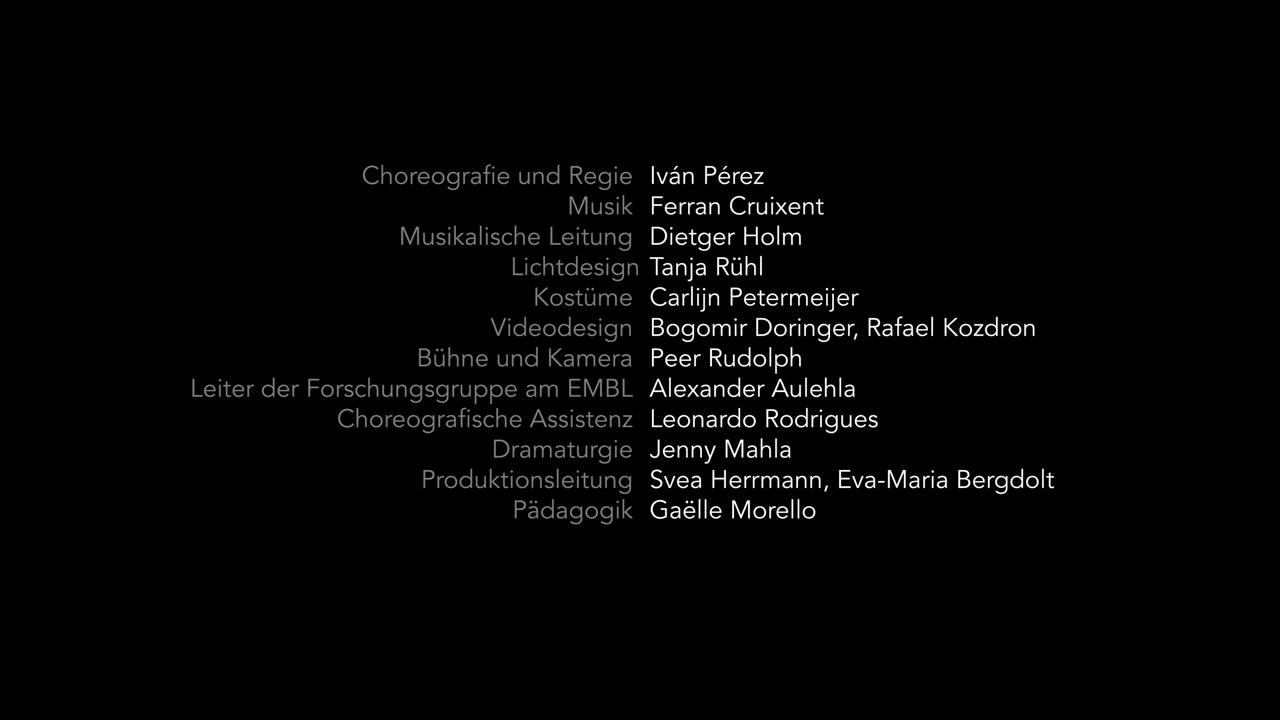 Choreografie und Regie Iván Pérez
Musik Ferran Cruixent
Musikalische Leitung Dietger Holm
Lichtdesign Tanja Rühl
Kostüme Carlijn Petermeijer
Videodesign Bogomir Doringer, Rafael Kozdron
Bühne und Kamera Peer Rudolph
Leiter der Forschungsgruppe am EMBL Alexander Aulehla
Choreografische Assistenz Leonardo Rodrigues
Dramaturgie Jenny Mahla
Produktionsleitung Svea Herrmann, Eva-Maria Bergdolt
Pädagogik Gaëlle Morello